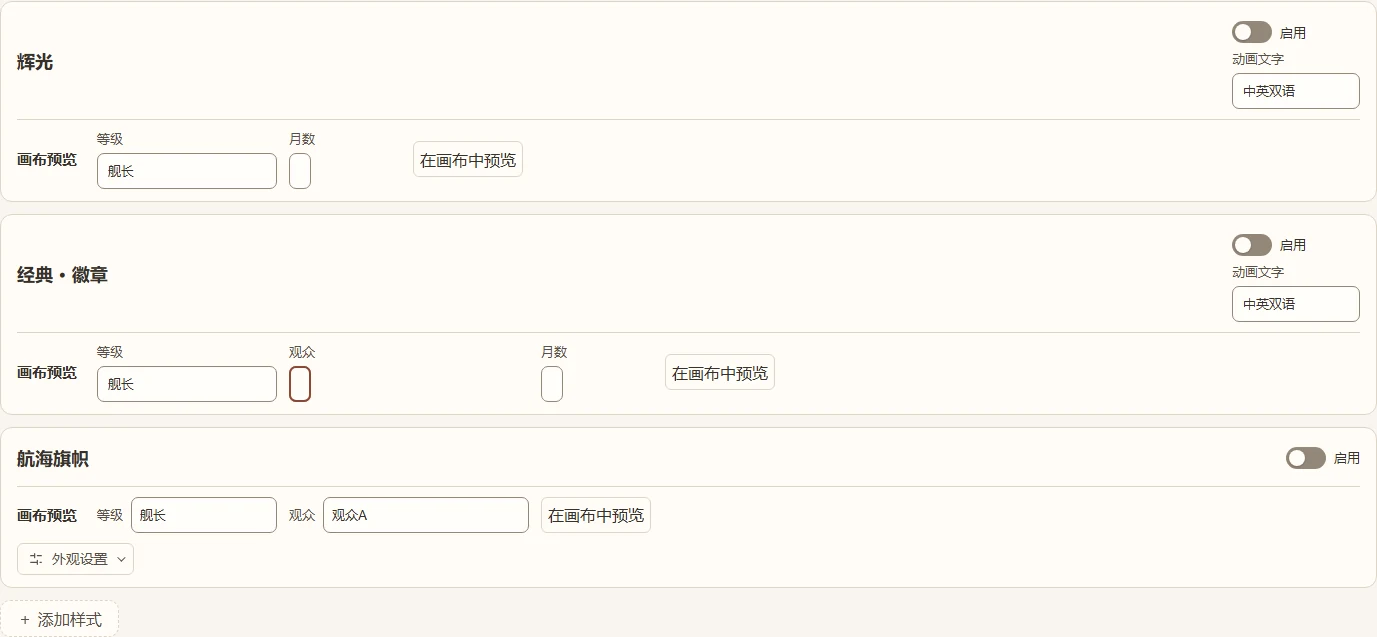 辉光
启用
动画文字
中英双语
画布预览
等级
舰长
月数
在画布中预览
经典・徽章
启用
动画文字
中英双语
画布预览
等级
舰长
观众
月数
在画布中预览
航海旗帜
启用
画布预览 等级 舰长 观众 观众A 在画布中预览
外观设置
+ 添加样式